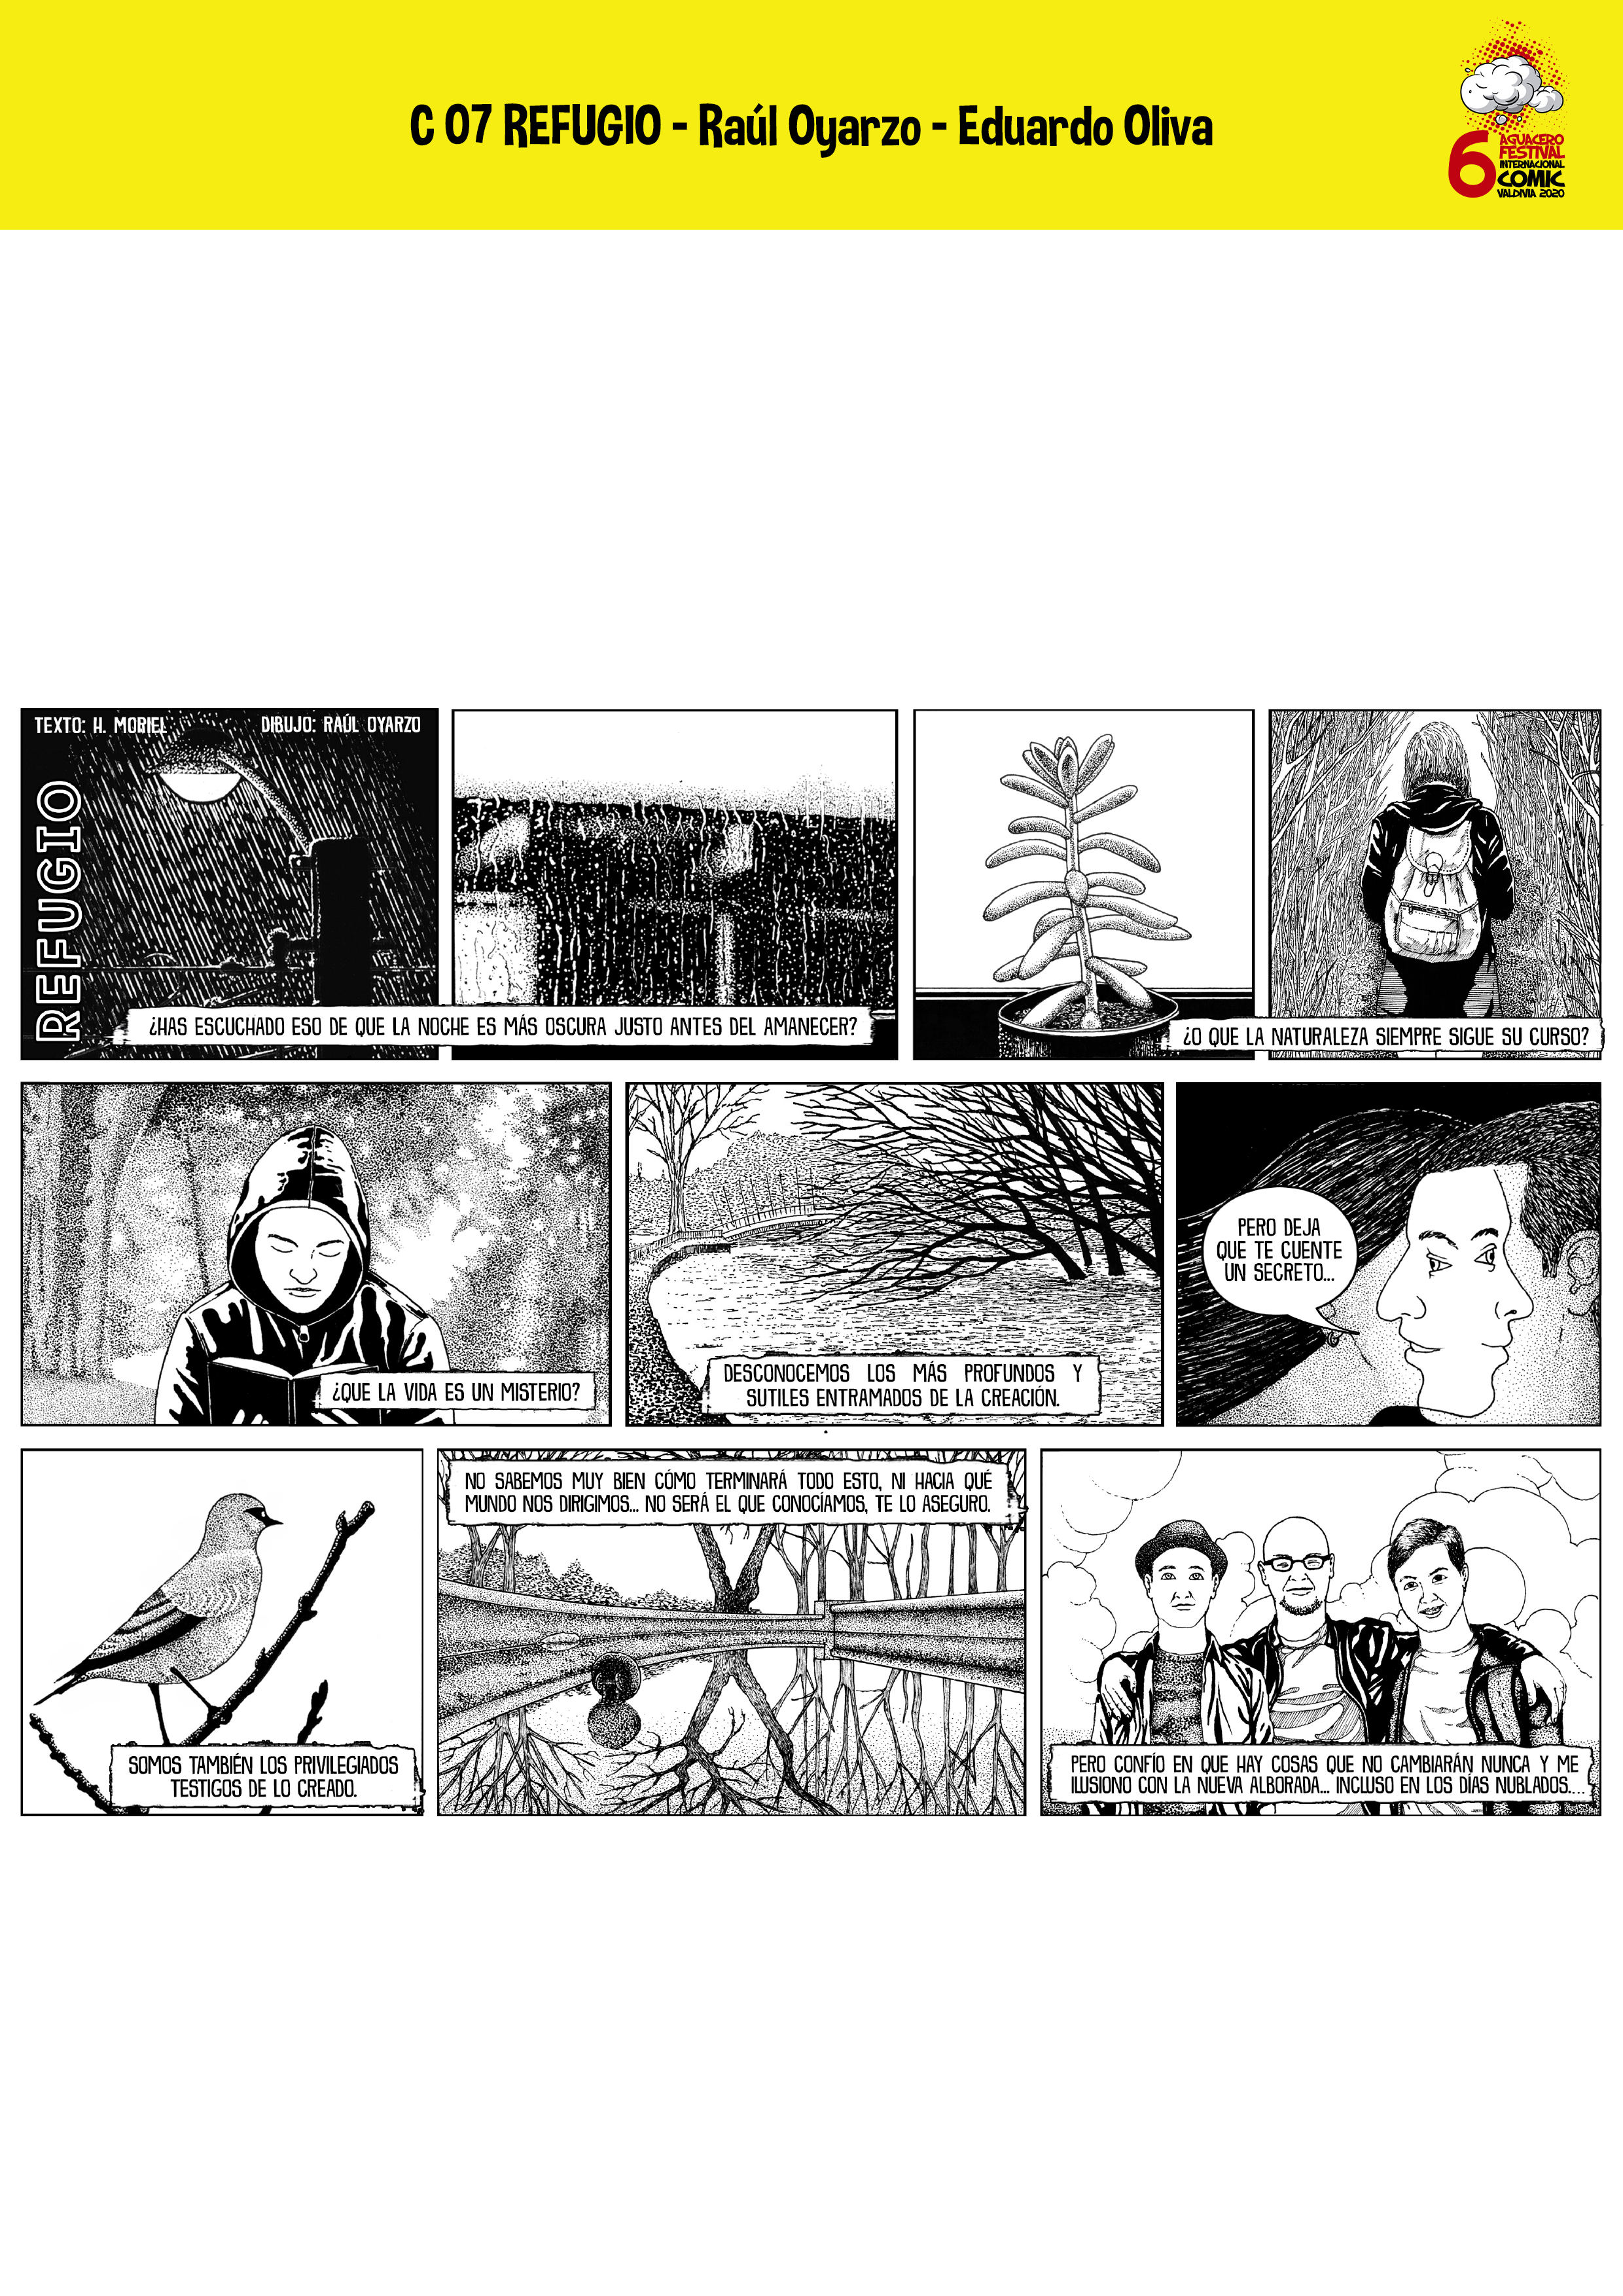 C 07 REFUGIO - Raúl Oyarzo - Eduardo Oliva
6
AGUACERO
FESTIVAL
INTERNACIONAL
COMIC
VALDIVIA 2020
TEXTO: H. MORIEL
DIBUJO: RAÚL OYARZO
REFUGIO
¿HAS ESCUCHADO ESO DE QUE LA NOCHE ES MÁS OSCURA JUSTO ANTES DEL AMANECER?
¿O QUE LA NATURALEZA SIEMPRE SIGUE SU CURSO?
¿QUE LA VIDA ES UN MISTERIO?
DESCONOCEMOS LOS MÁS PROFUNDOS Y
SUTILES ENTRAMADOS DE LA CREACIÓN.
PERO DEJA
QUE TE CUENTE
UN SECRETO...
SOMOS TAMBIÉN LOS PRIVILEGIADOS
TESTIGOS DE LO CREADO.
NO SABEMOS MUY BIEN CÓMO TERMINARÁ TODO ESTO, NI HACIA QUÉ
MUNDO NOS DIRIGIMOS... NO SERÁ EL QUE CONOCÍAMOS, TE LO ASEGURO.
PERO CONFÍO EN QUE HAY COSAS QUE NO CAMBIARÁN NUNCA Y ME
ILUSIONO CON LA NUEVA ALBORADA... INCLUSO EN LOS DÍAS NUBLADOS...